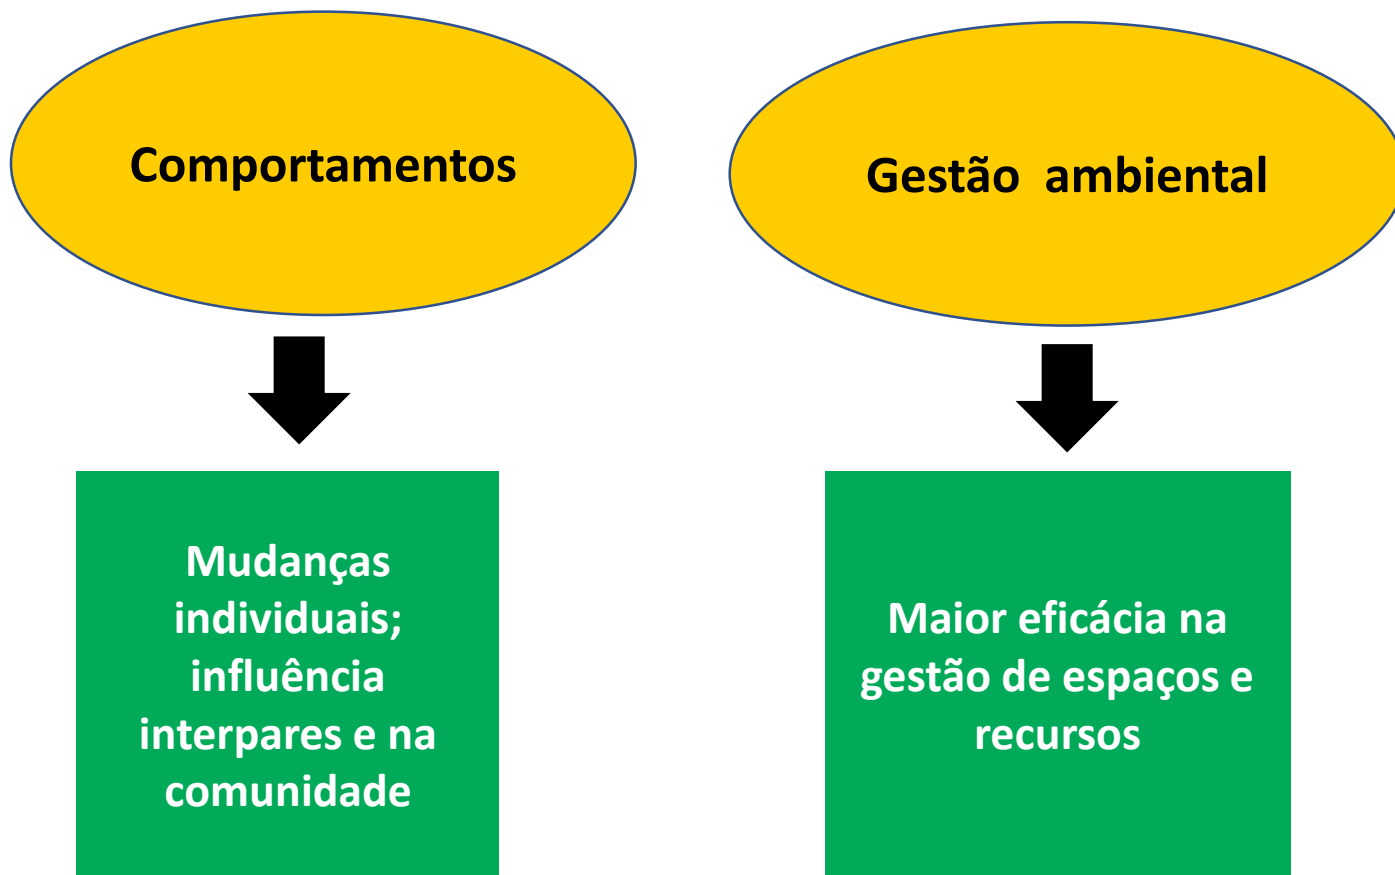 Comportamentos
Gestão ambiental
Mudanças
individuais;
influência
interpares e na
comunidade
Maior eficácia na
gestão de espaços e
recursos